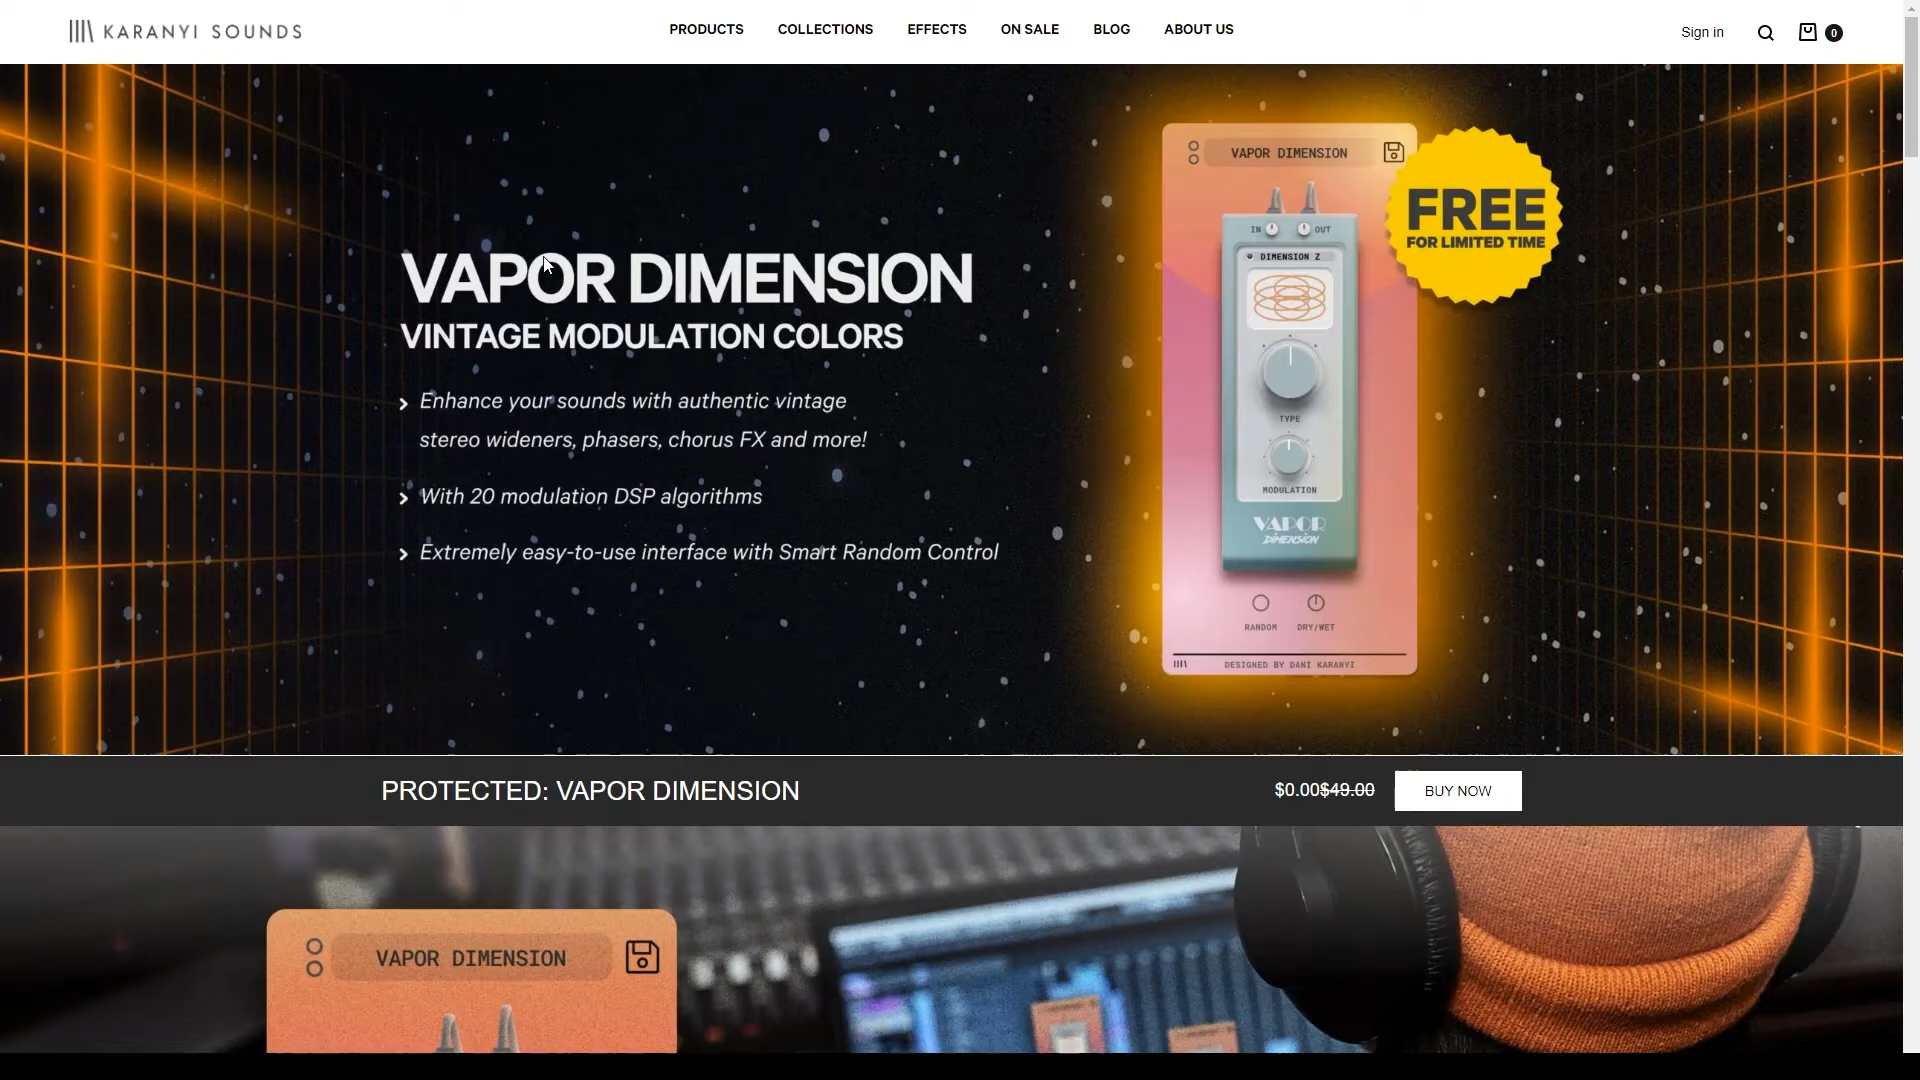 KARANYI SOUNDS
PRODUCTS
COLLECTIONS
EFFECTS
ON SALE
BLOG
ABOUT US
Sign in
0
VAPOR DIMENSION
VINTAGE MODULATION COLORS
Enhance your sounds with authentic vintage
stereo wideners, phasers, chorus FX and more!
With 20 modulation DSP algorithms
Extremely easy-to-use interface with Smart Random Control
VAPOR DIMENSION
FREE
FOR LIMITED TIME
IN
OUT
DIMENSION Z
TYPE
MODULATION
VAPOR
DIMENSION
RANDOM
DRY/WET
DESIGNED BY DANI KARANYI
PROTECTED: VAPOR DIMENSION
$0.00$49.00
BUY NOW
VAPOR DIMENSION